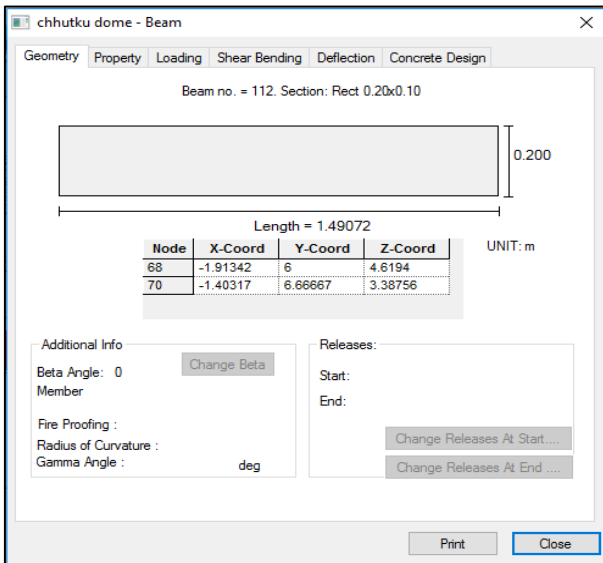 chhutku dome - Beam
Geometry Property Loading Shear Bending Deflection Concrete Design
Beam no. = 112. Section: Rect 0.20x0.10
0.200
Length = 1.49072
UNIT: m
Node X-Coord Y-Coord Z-Coord
68 -1.91342 6 4.6194
70 -1.40317 6.66667 3.38756
Additional Info
Beta Angle: 0 Change Beta
Member
Fire Proofing :
Radius of Curvature :
Gamma Angle : deg
Releases:
Start:
End:
Change Releases At Start....
Change Releases At End ....
Print Close